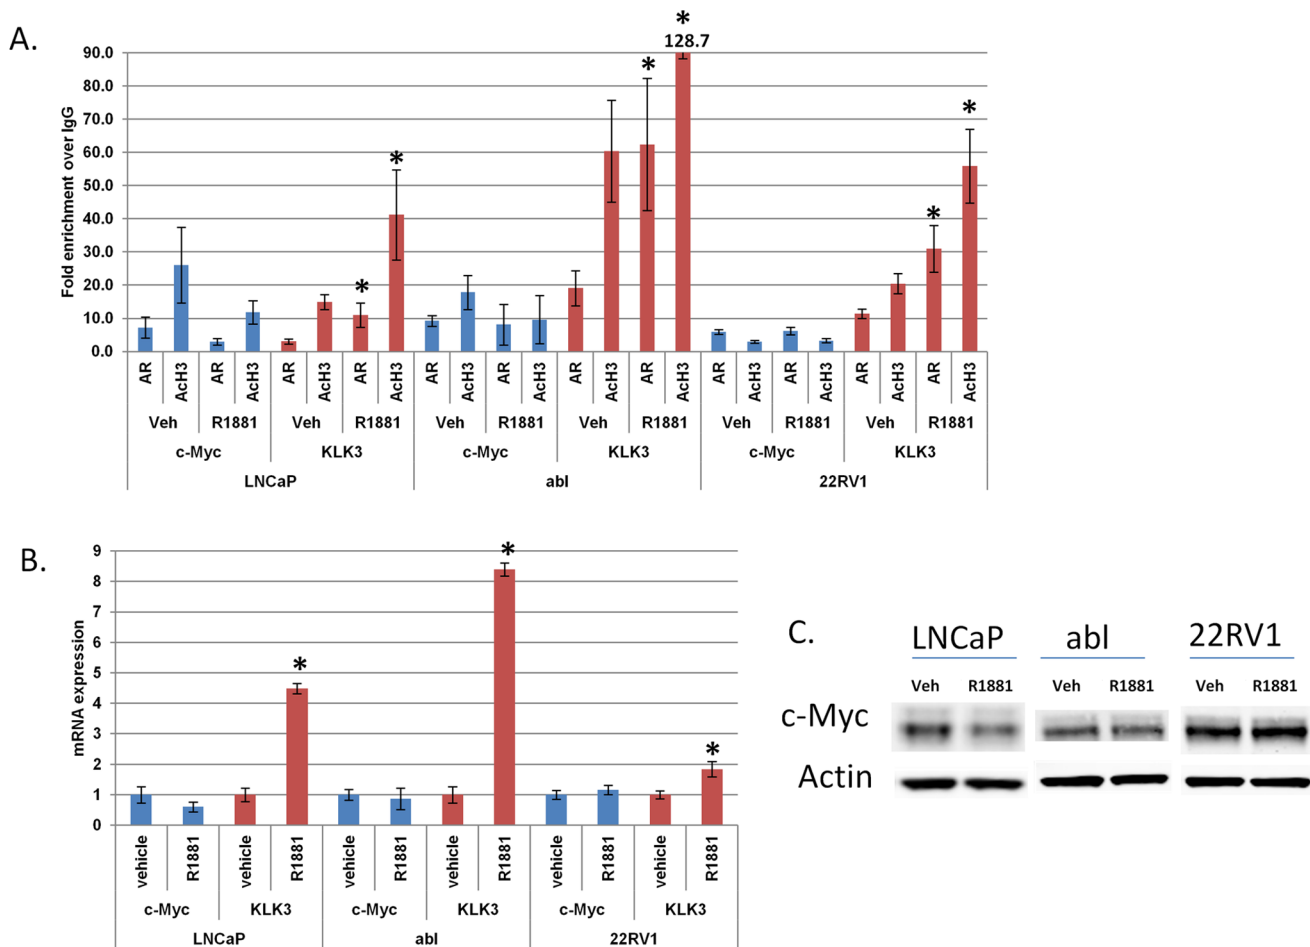 A.
*
128.7
90.0
80.0
70.0
60.0
50.0
40.0
30.0
20.0
10.0
0.0
Fold enrichment over IgG
* * * * *
AR AcH3 AR AcH3 AR AcH3 AR AcH3 AR AcH3 AR AcH3 AR AcH3 AR AcH3 AR AcH3 AR AcH3 AR AcH3 AR AcH3
Veh R1881 Veh R1881 Veh R1881 Veh R1881 Veh R1881 Veh R1881
c-Myc KLK3 c-Myc KLK3 c-Myc KLK3
LNCaP abl 22RV1
B.
9
8
7
6
5
4
3
2
1
0
mRNA expression
* * *
vehicle R1881 vehicle R1881 vehicle R1881 vehicle R1881 vehicle R1881 vehicle R1881
c-Myc KLK3 c-Myc KLK3 c-Myc KLK3
LNCaP abl 22RV1
C.
LNCaP abl 22RV1
Veh R1881 Veh R1881 Veh R1881
c-Myc
Actin